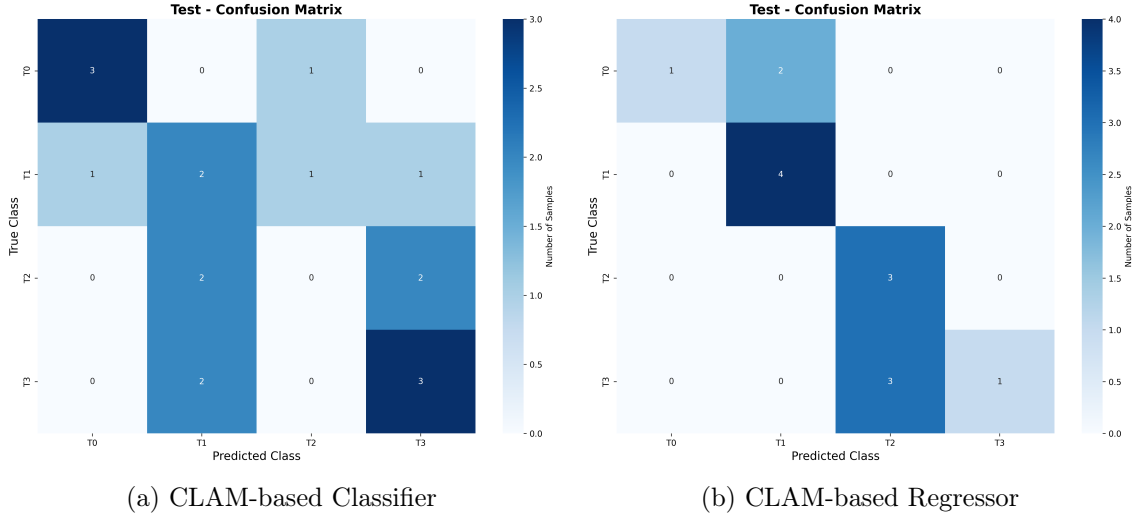 Test - Confusion Matrix
T0 3 0 1 0
T1 1 2 1 1
T2 0 2 0 2
T3 0 2 0 3
T0 T1 T2 T3
Predicted Class
True Class
3.0
2.5
2.0
1.5
1.0
0.5
0.0
Number of Samples
(a) CLAM-based Classifier
Test - Confusion Matrix
T0 1 2 0 0
T1 0 4 0 0
T2 0 0 3 0
T3 0 0 3 1
T0 T1 T2 T3
Predicted Class
True Class
4.0
3.5
3.0
2.5
2.0
1.5
1.0
0.5
0.0
Number of Samples
(b) CLAM-based Regressor